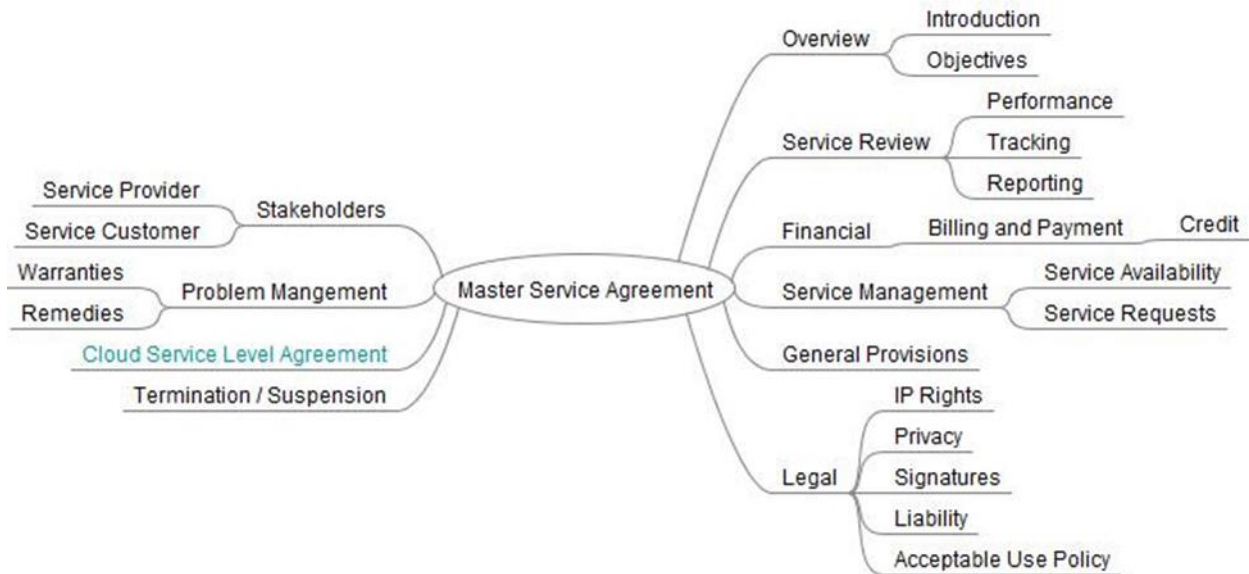 Master Service Agreement
Overview
Introduction
Objectives
Service Review
Performance
Tracking
Reporting
Financial
Billing and Payment
Credit
Service Management
Service Availability
Service Requests
General Provisions
Legal
IP Rights
Privacy
Signatures
Liability
Acceptable Use Policy
Stakeholders
Service Provider
Service Customer
Problem Mangement
Warranties
Remedies
Cloud Service Level Agreement
Termination / Suspension